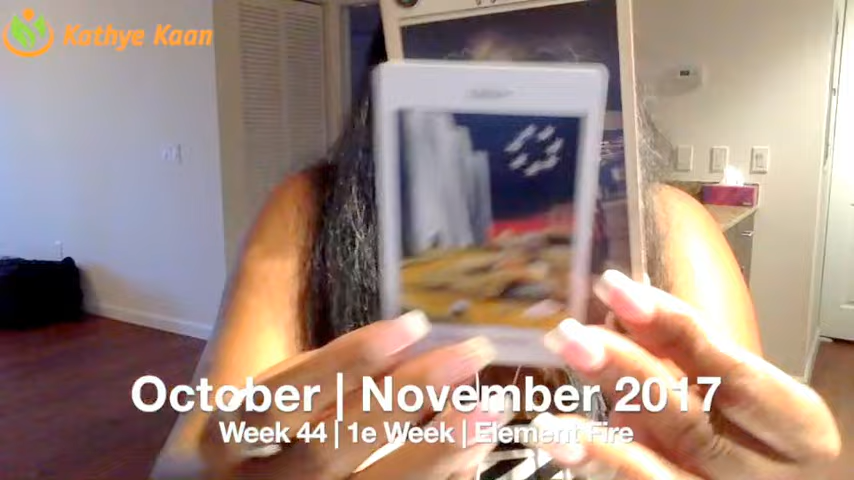 Kathye Kaan
October | November 2017
Week 44 | 1e Week | Element Fire